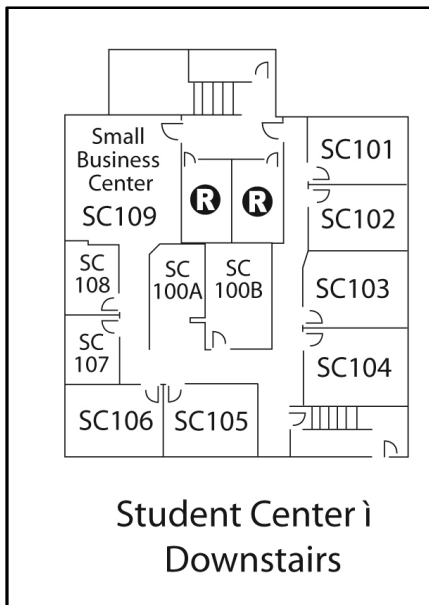 Small
Business
Center
SC109
R
R
SC101
SC102
SC
108
SC
100A
SC
100B
SC103
SC
107
SC104
SC106
SC105
Student Center ì
Downstairs